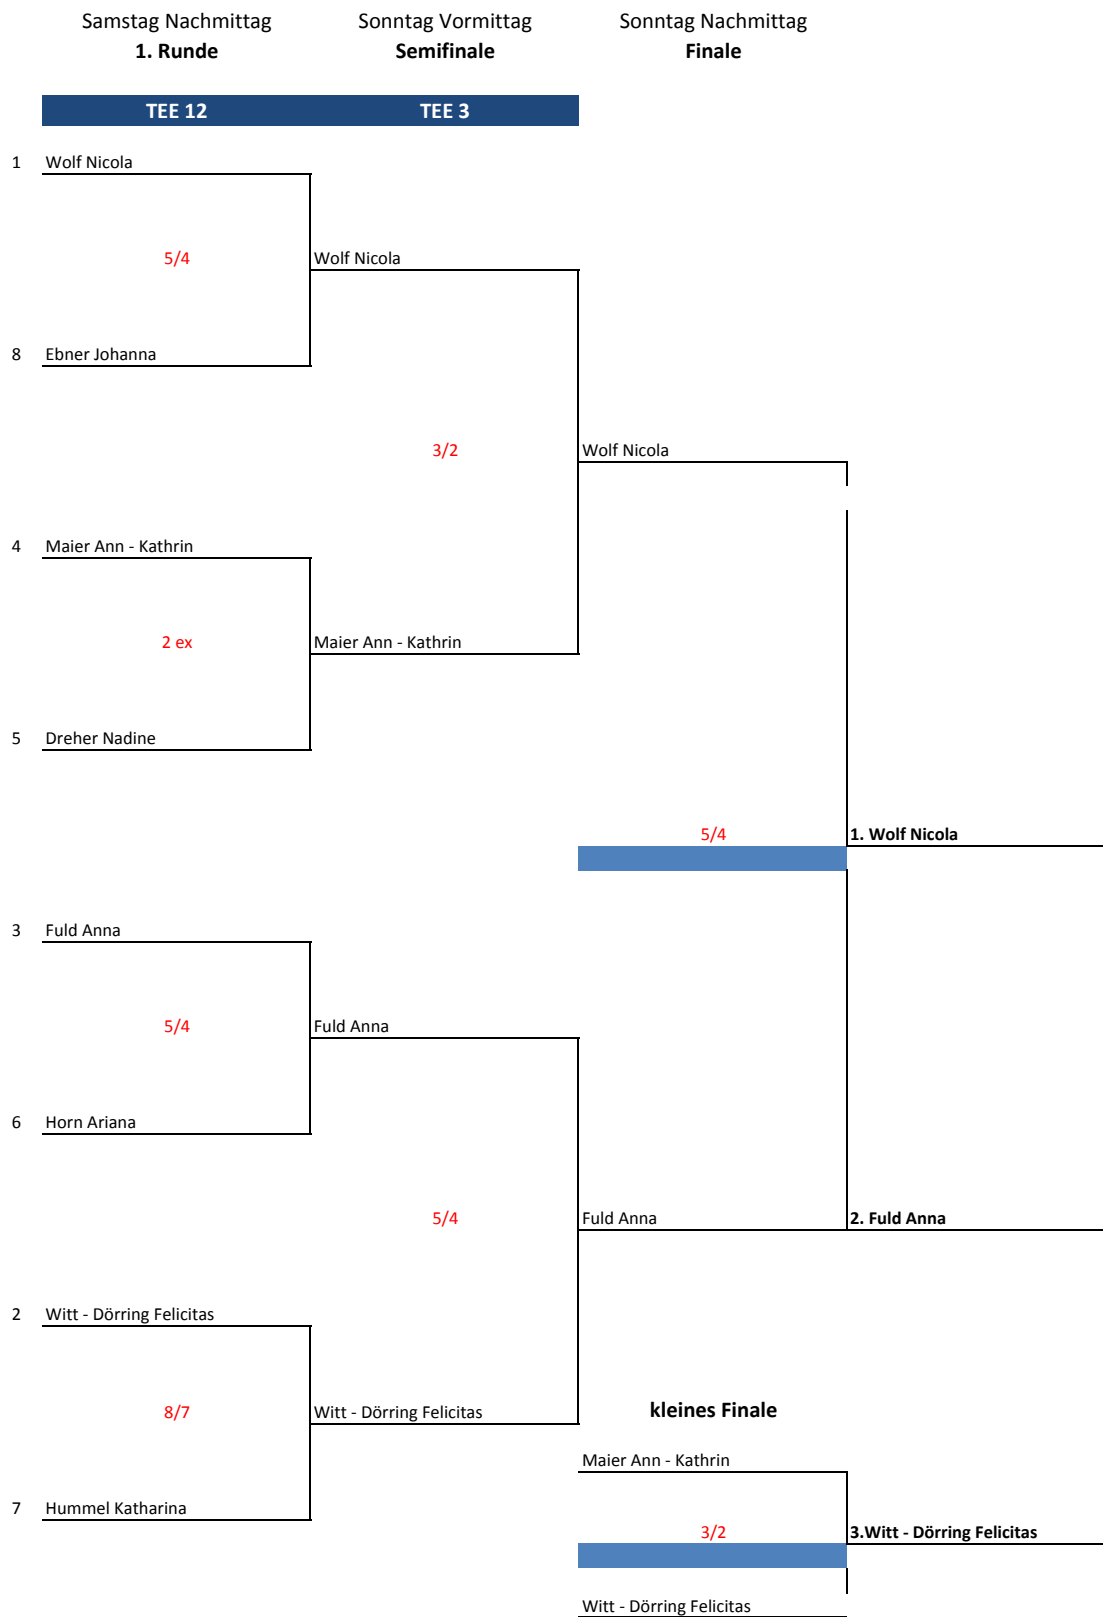 Samstag Nachmittag Sonntag Vormittag Sonntag Nachmittag
1. Runde Semifinale Finale
TEE 12 TEE 3
1 Wolf Nicola
5/4 Wolf Nicola
8 Ebner Johanna
3/2 Wolf Nicola
4 Maier Ann - Kathrin
2 ex Maier Ann - Kathrin
5 Dreher Nadine
5/4 1. Wolf Nicola
3 Fuld Anna
5/4 Fuld Anna
6 Horn Ariana
5/4 Fuld Anna 2. Fuld Anna
2 Witt - Dörring Felicitas
8/7 Witt - Dörring Felicitas kleines Finale
Maier Ann - Kathrin
7 Hummel Katharina
3/2 3.Witt - Dörring Felicitas
Witt - Dörring Felicitas